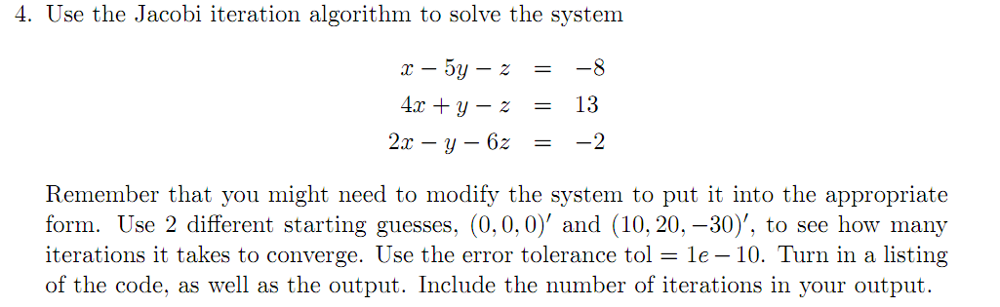 4. Use the Jacobi iteration algorithm to solve the system
x − 5y − z = −8
4x + y − z = 13
2x − y − 6z = −2
Remember that you might need to modify the system to put it into the appropriate
form. Use 2 different starting guesses, (0, 0, 0)′ and (10, 20, −30)′, to see how many
iterations it takes to converge. Use the error tolerance tol = 1e − 10. Turn in a listing
of the code, as well as the output. Include the number of iterations in your output.